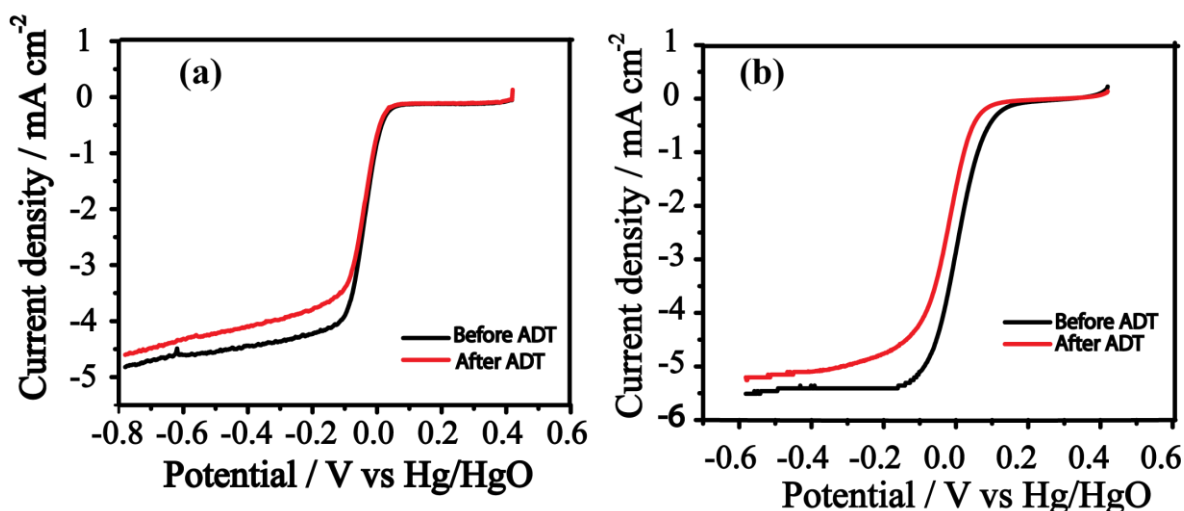 (a)
Current density / mA cm-2
1
0
-1
-2
-3
-4
-5
Before ADT
After ADT
-0.8 -0.6 -0.4 -0.2 0.0 0.2 0.4 0.6
Potential / V vs Hg/HgO
(b)
Current density / mA cm-2
1
0
-1
-2
-3
-4
-5
-6
Before ADT
After ADT
-0.6 -0.4 -0.2 0.0 0.2 0.4 0.6
Potential / V vs Hg/HgO